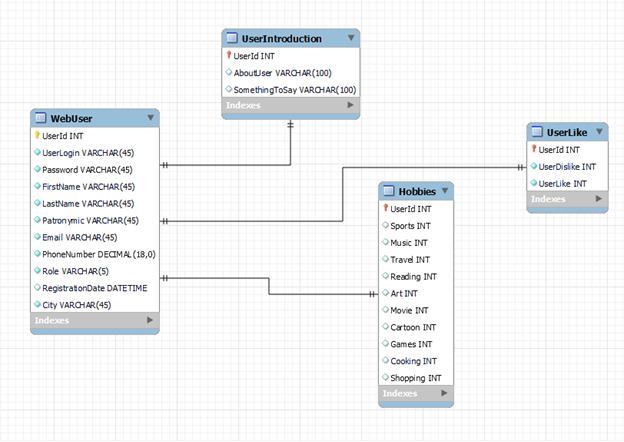 UserIntroduction
UserId INT
AboutUser VARCHAR(100)
SomethingToSay VARCHAR(100)
Indexes
WebUser
UserId INT
UserLogin VARCHAR(45)
Password VARCHAR(45)
FirstName VARCHAR(45)
LastName VARCHAR(45)
Patronymic VARCHAR(45)
Email VARCHAR(45)
PhoneNumber DECIMAL(18,0)
Role VARCHAR(5)
RegistrationDate DATETIME
City VARCHAR(45)
Indexes
UserLike
UserId INT
UserDislike INT
UserLike INT
Indexes
Hobbies
UserId INT
Sports INT
Music INT
Travel INT
Reading INT
Art INT
Movie INT
Cartoon INT
Games INT
Cooking INT
Shopping INT
Indexes